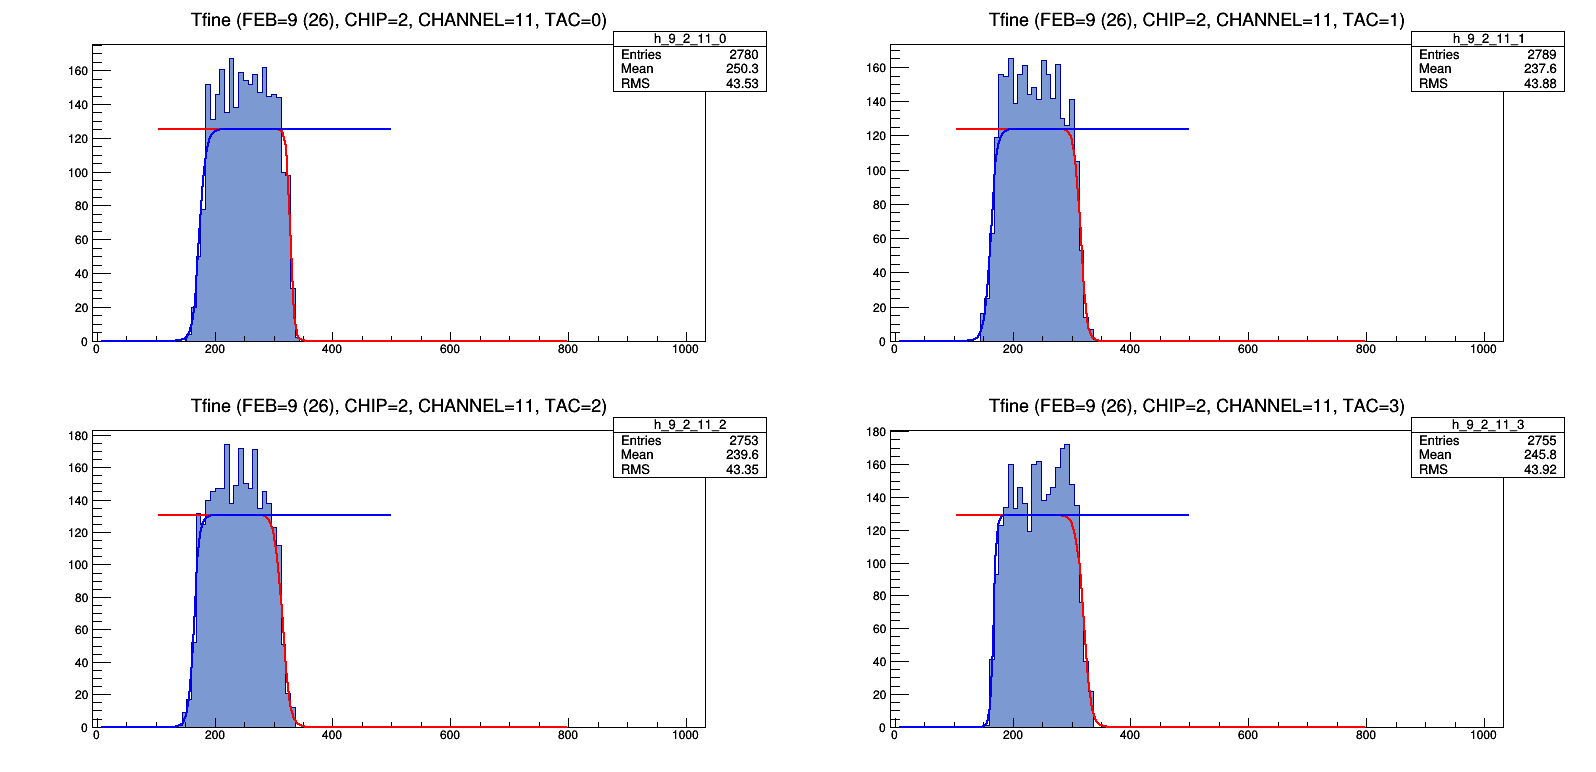 Tfine (FEB=9 (26), CHIP=2, CHANNEL=11, TAC=0)
h_9_2_11_0
Entries 2780
Mean 250.3
RMS 43.53
160
140
120
100
80
60
40
20
0
0 200 400 600 800 1000
Tfine (FEB=9 (26), CHIP=2, CHANNEL=11, TAC=1)
h_9_2_11_1
Entries 2789
Mean 237.6
RMS 43.88
160
140
120
100
80
60
40
20
0
0 200 400 600 800 1000
Tfine (FEB=9 (26), CHIP=2, CHANNEL=11, TAC=2)
h_9_2_11_2
Entries 2753
Mean 239.6
RMS 43.35
180
160
140
120
100
80
60
40
20
0
0 200 400 600 800 1000
Tfine (FEB=9 (26), CHIP=2, CHANNEL=11, TAC=3)
h_9_2_11_3
Entries 2755
Mean 245.8
RMS 43.92
180
160
140
120
100
80
60
40
20
0
0 200 400 600 800 1000